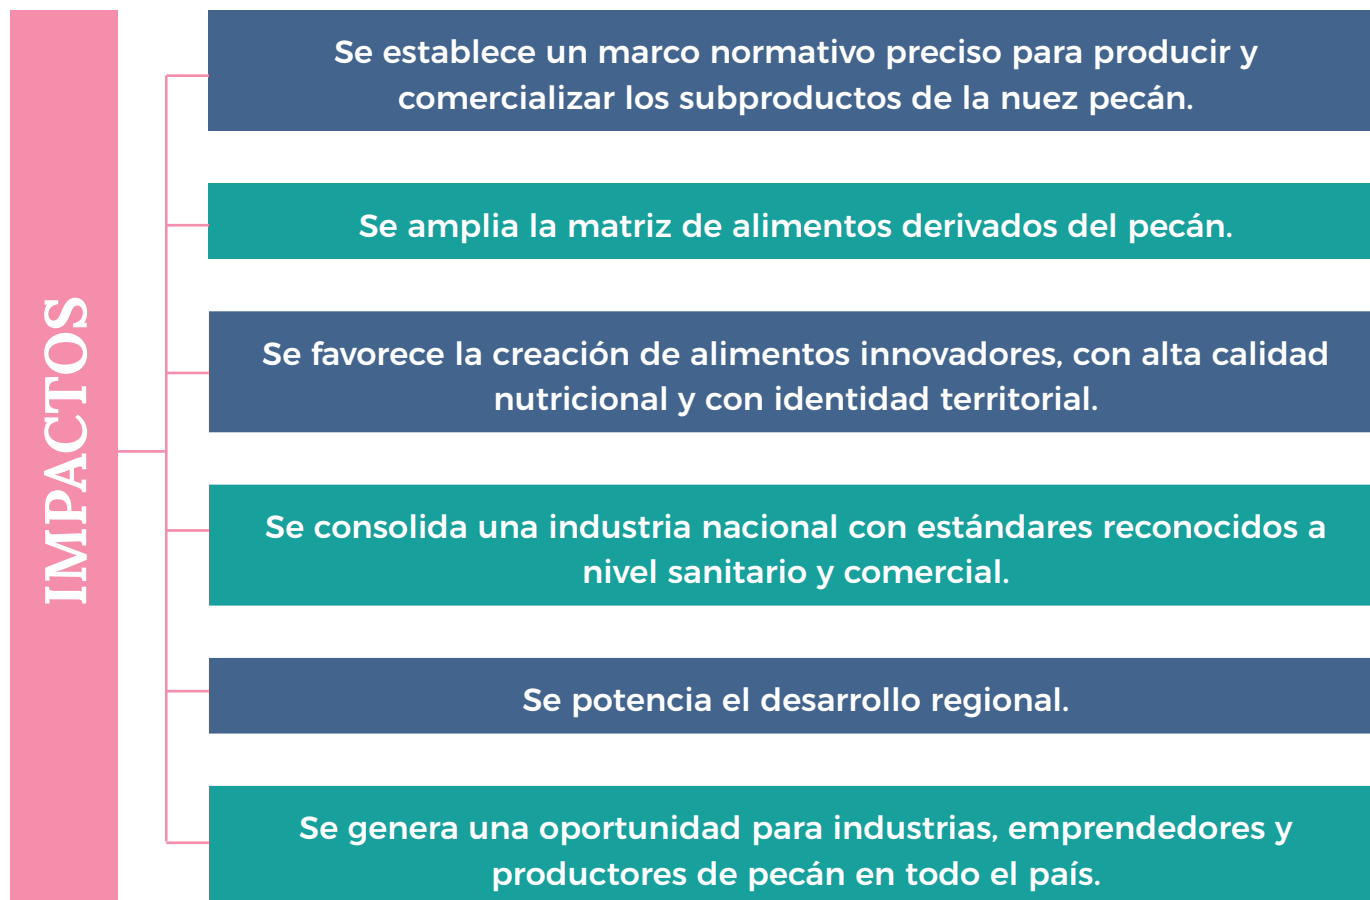 IMPACTOS
Se establece un marco normativo preciso para producir y
comercializar los subproductos de la nuez pecán.
Se amplia la matriz de alimentos derivados del pecán.
Se favorece la creación de alimentos innovadores, con alta calidad
nutricional y con identidad territorial.
Se consolida una industria nacional con estándares reconocidos a
nivel sanitario y comercial.
Se potencia el desarrollo regional.
Se genera una oportunidad para industrias, emprendedores y
productores de pecán en todo el país.